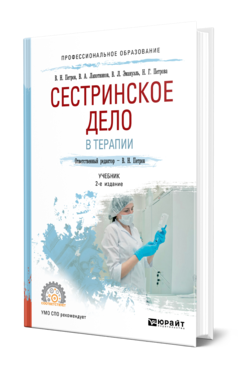 ПРОФЕССИОНАЛЬНОЕ ОБРАЗОВАНИЕ
В. Н. Петров, В. А. Лапотников, В. Л. Эмануэль, Н. Г. Петрова
СЕСТРИНСКОЕ
ДЕЛО
В ТЕРАПИИ
Ответственный редактор – В. Н. Петров
УЧЕБНИК
2-е издание
УМО СПО рекомендует
юрайт